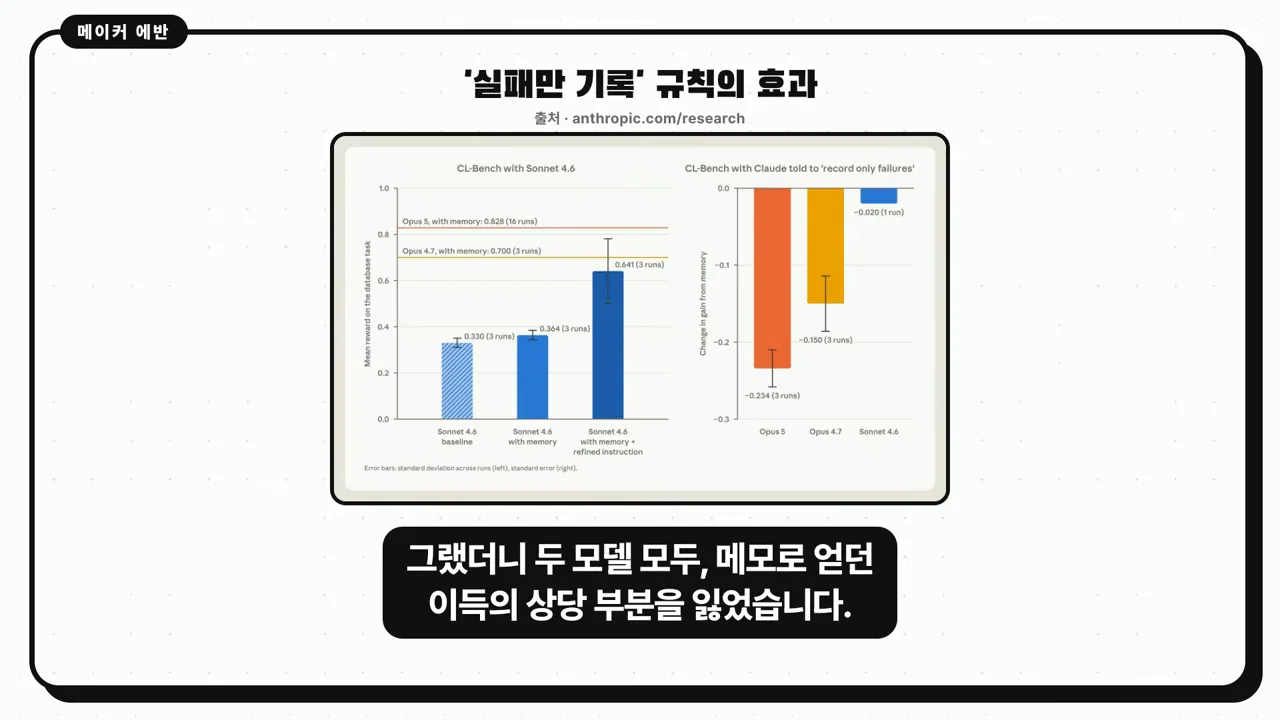 메이커 에반
'실패만 기록' 규칙의 효과
출처 · anthropic.com/research
CL-Bench with Sonnet 4.6
Mean reward on the database task
1.0
0.8
0.6
0.4
0.2
0.0
Opus 5, with memory: 0.828 (16 runs)
Opus 4.7, with memory: 0.700 (3 runs)
0.330 (3 runs)
0.364 (3 runs)
0.641 (3 runs)
Sonnet 4.6
baseline
Sonnet 4.6
with memory
Sonnet 4.6
with memory +
refined instruction
Error bars: standard deviation across runs (left), standard error (right).
CL-Bench with Claude told to 'record only failures'
Change in gain from memory
0.0
−0.1
−0.2
−0.3
−0.234 (3 runs)
−0.150 (3 runs)
−0.020 (1 run)
Opus 5
Opus 4.7
Sonnet 4.6
그랬더니 두 모델 모두, 메모로 얻던
이득의 상당 부분을 잃었습니다.